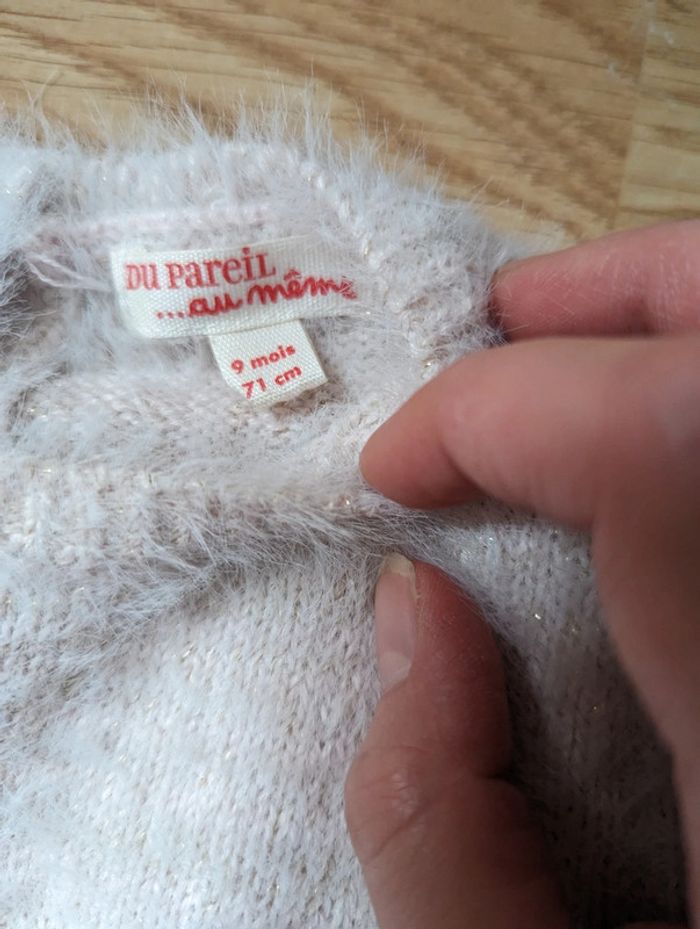 DU PAREIL
...au même
9 mois
71 cm